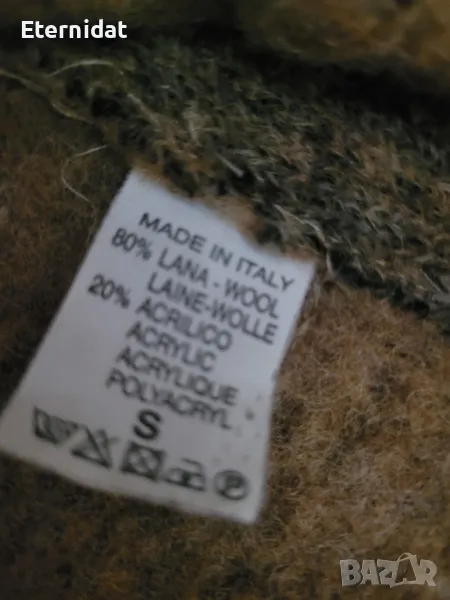 Eternidat
MADE IN ITALY
80% LANA - WOOL
LAINE-WOLLE
20% ACRILICO
ACRYLIC
ACRYLIQUE
POLYACRYL
S
P
BAZAR